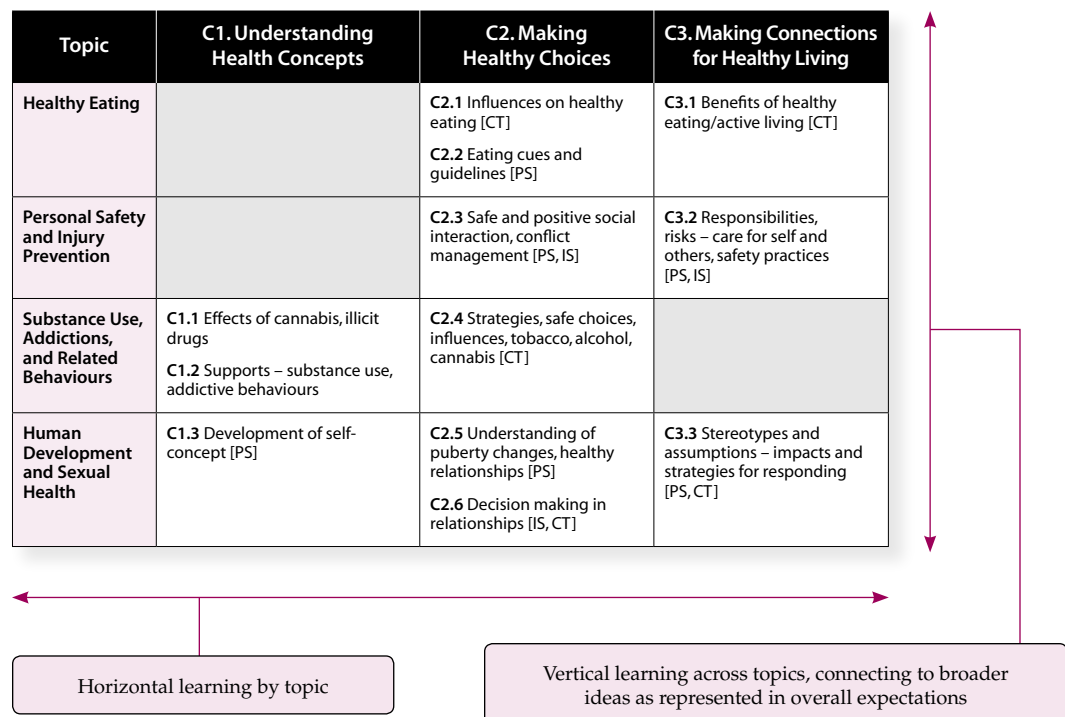 Topic
C1. Understanding
Health Concepts
C2. Making
Healthy Choices
C3. Making Connections
for Healthy Living
Healthy Eating
C2.1 Influences on healthy
eating [CT]
C2.2 Eating cues and
guidelines [PS]
C3.1 Benefits of healthy
eating/active living [CT]
Personal Safety
and Injury
Prevention
C2.3 Safe and positive social
interaction, conflict
management [PS, IS]
C3.2 Responsibilities,
risks – care for self and
others, safety practices
[PS, IS]
Substance Use,
Addictions,
and Related
Behaviours
C1.1 Effects of cannabis, illicit
drugs
C1.2 Supports – substance use,
addictive behaviours
C2.4 Strategies, safe choices,
influences, tobacco, alcohol,
cannabis [CT]
Human
Development
and Sexual
Health
C1.3 Development of self-
concept [PS]
C2.5 Understanding of
puberty changes, healthy
relationships [PS]
C2.6 Decision making in
relationships [IS, CT]
C3.3 Stereotypes and
assumptions – impacts and
strategies for responding
[PS, CT]
Horizontal learning by topic
Vertical learning across topics, connecting to broader
ideas as represented in overall expectations